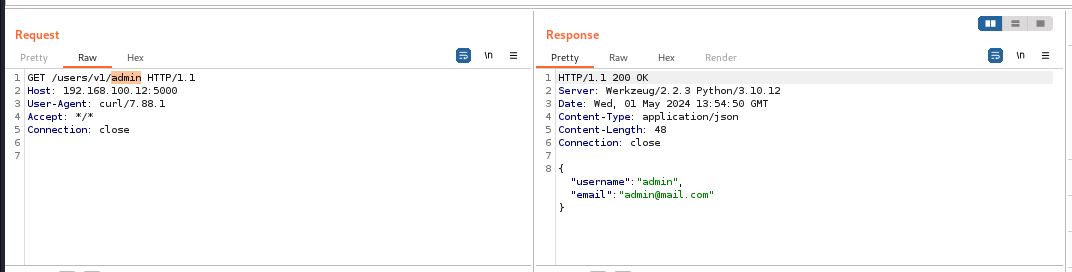 Request
Pretty Raw Hex \n
1 GET /users/v1/admin HTTP/1.1
2 Host: 192.168.100.12:5000
3 User-Agent: curl/7.88.1
4 Accept: */*
5 Connection: close
6
7
Response
Pretty Raw Hex Render \n
1 HTTP/1.1 200 OK
2 Server: Werkzeug/2.2.3 Python/3.10.12
3 Date: Wed, 01 May 2024 13:54:50 GMT
4 Content-Type: application/json
5 Content-Length: 48
6 Connection: close
7
8 {
"username":"admin",
"email":"admin@mail.com"
}